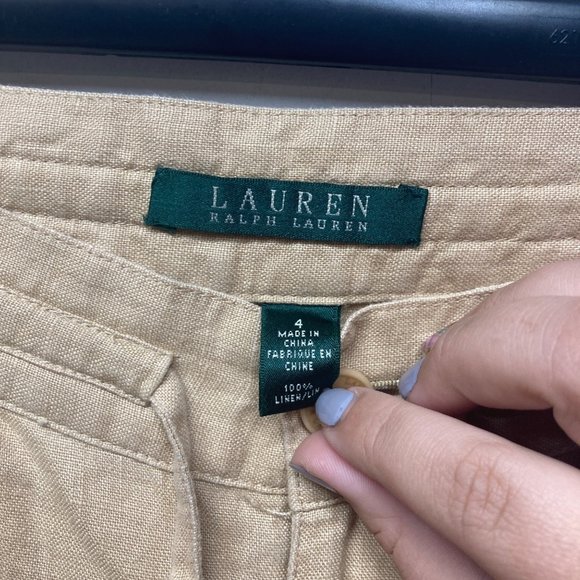 LAUREN
RALPH LAUREN
4
MADE IN
CHINA
FABRIQUE EN
CHINE
100%
LINEN/LIN